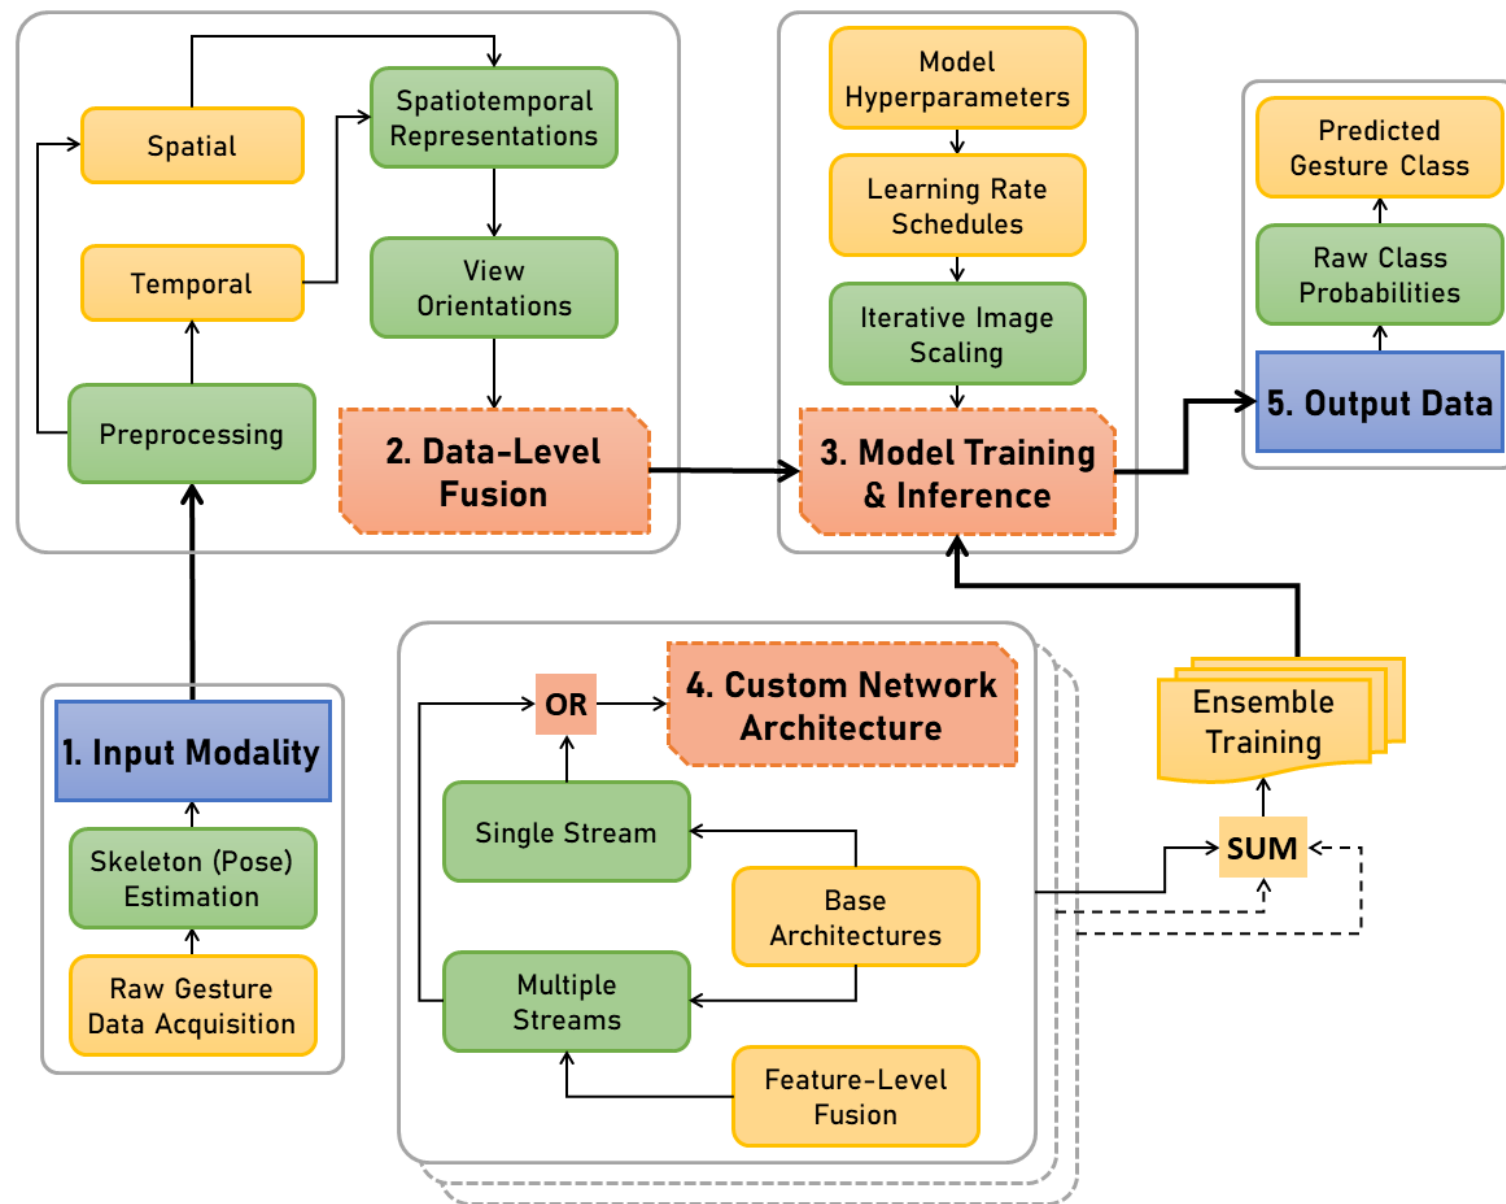 Spatial
Temporal
Preprocessing
Spatiotemporal
Representations
View
Orientations
2. Data-Level
Fusion
Model
Hyperparameters
Learning Rate
Schedules
Iterative Image
Scaling
3. Model Training
& Inference
Predicted
Gesture Class
Raw Class
Probabilities
5. Output Data
1. Input Modality
Skeleton (Pose)
Estimation
Raw Gesture
Data Acquisition
OR
4. Custom Network
Architecture
Single Stream
Base
Architectures
Multiple
Streams
Feature-Level
Fusion
Ensemble
Training
SUM